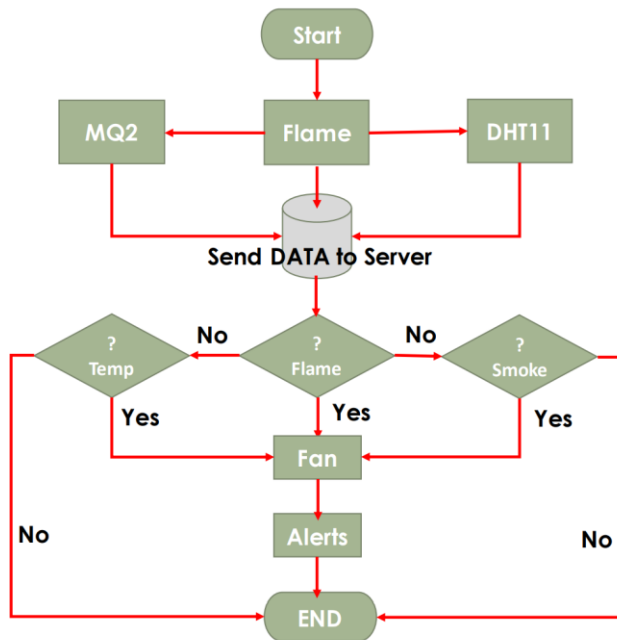 Start
MQ2
Flame
DHT11
Send DATA to Server
No
No
?
Temp
?
Flame
?
Smoke
Yes
Yes
Yes
Fan
No
Alerts
No
END